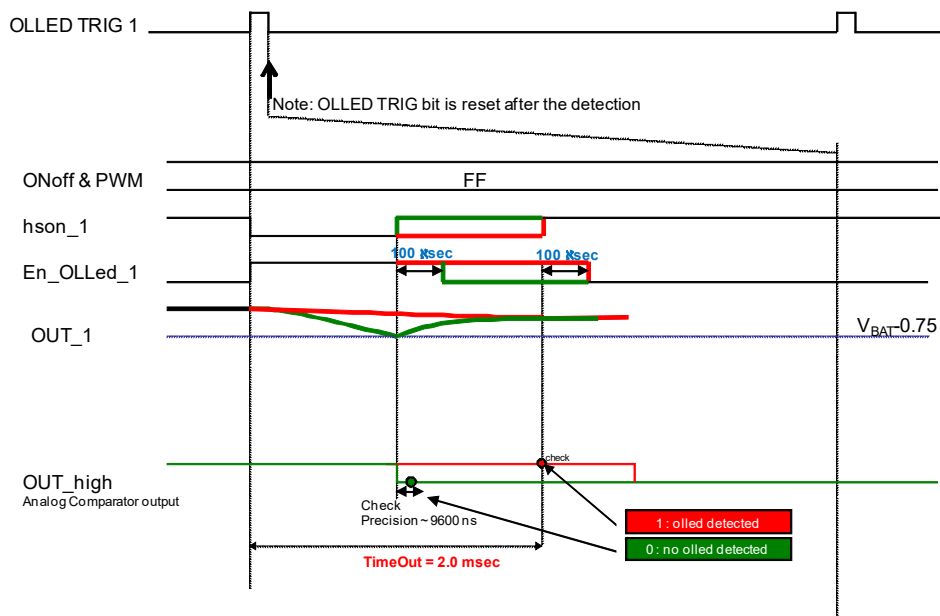 OLLED TRIG 1
Note: OLLED TRIG bit is reset after the detection
ONoff & PWM
FF
hson_1
100 sec
100 sec
En_OLLed_1
OUT_1
VBAT-0.75
check
OUT_high
Analog Comparator output
Check
Precision ~ 9600 ns
1 : olled detected
0 : no olled detected
TimeOut = 2.0 msec